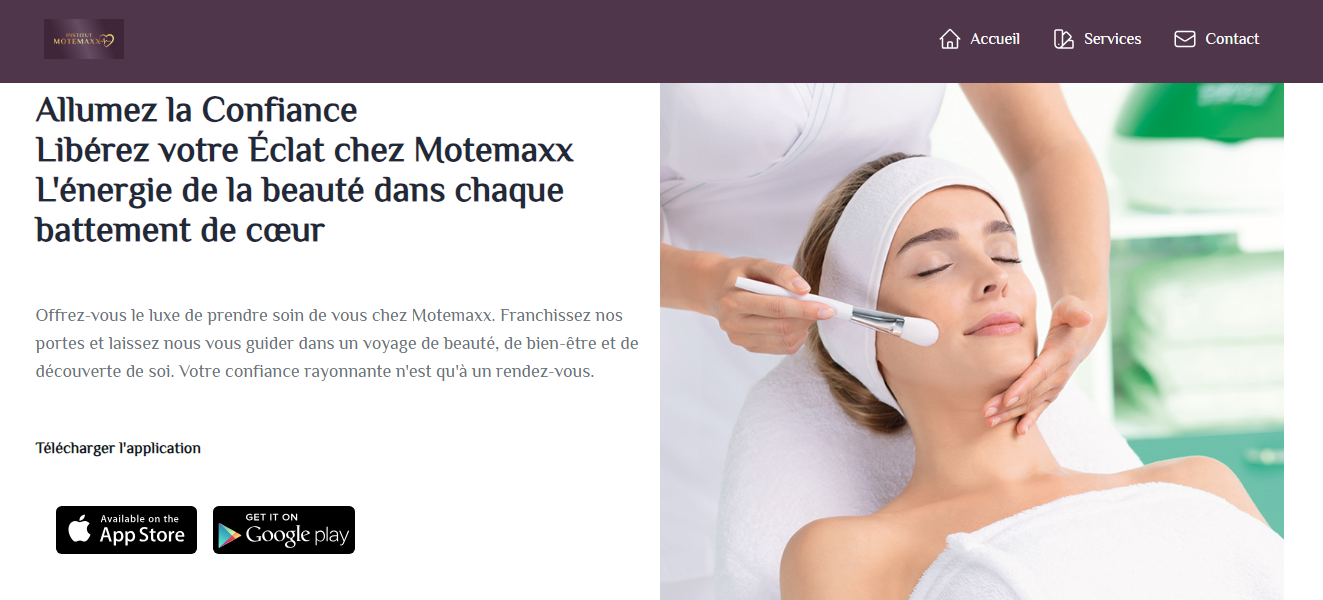 INSTITUT
MOTEMAXX
Accueil
Services
Contact
Allumez la Confiance
Libérez votre Éclat chez Motemaxx
L'énergie de la beauté dans chaque
battement de cœur
Offrez-vous le luxe de prendre soin de vous chez Motemaxx. Franchissez nos
portes et laissez nous vous guider dans un voyage de beauté, de bien-être et de
découverte de soi. Votre confiance rayonnante n'est qu'à un rendez-vous.
Télécharger l'application
Available on the
App Store
GET IT ON
Google play